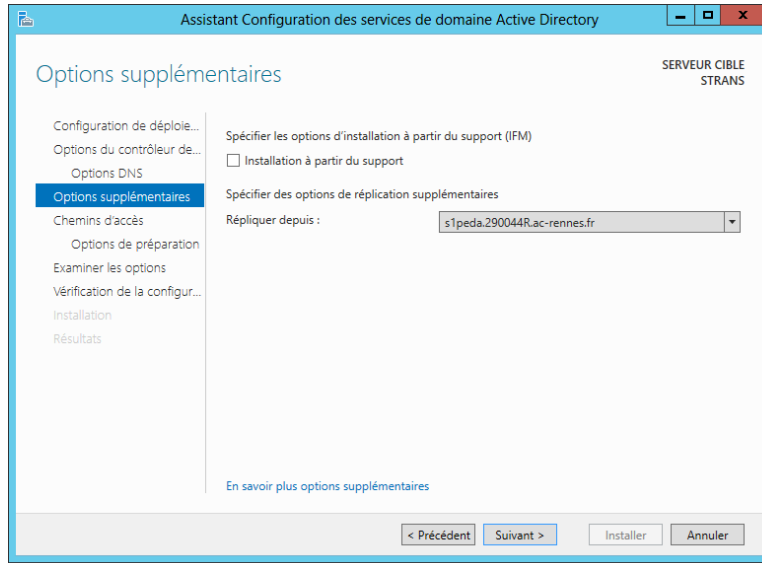 Assistant Configuration des services de domaine Active Directory
Options supplémentaires
SERVEUR CIBLE
STRANS
Configuration de déploie...
Options du contrôleur de...
Options DNS
Options supplémentaires
Chemins d'accès
Options de préparation
Examiner les options
Vérification de la configur...
Installation
Résultats
Spécifier les options d'installation à partir du support (IFM)
Installation à partir du support
Spécifier des options de réplication supplémentaires
Répliquer depuis :
s1peda.290044R.ac-rennes.fr
En savoir plus options supplémentaires
< Précédent
Suivant >
Installer
Annuler